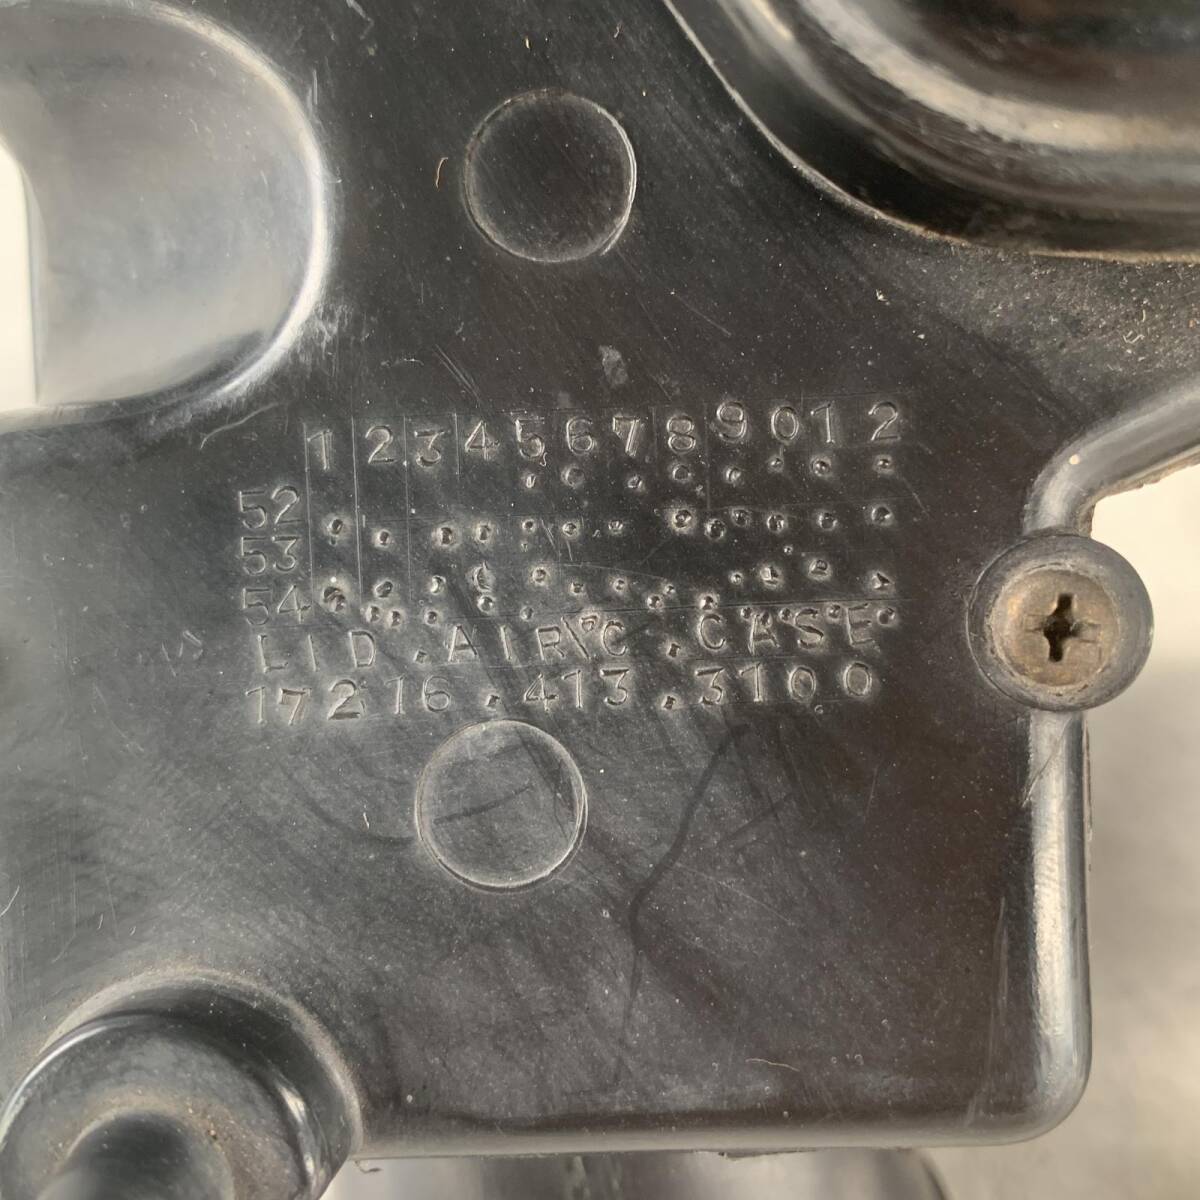 1 2 3 4 5 6 7 8 9 0 1 2
52
53
54
LID.AIR/C.CASE
17216.413.3100